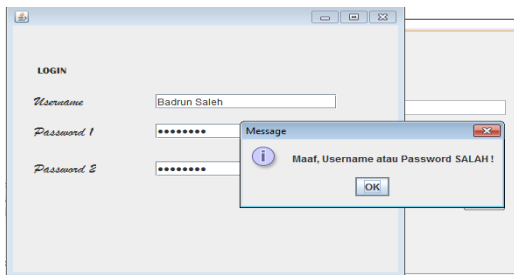 LOGIN
Username
Badrun Saleh
Password 1
••••••••
Message
Maaf, Username atau Password SALAH !
Password 2
••••••••
OK